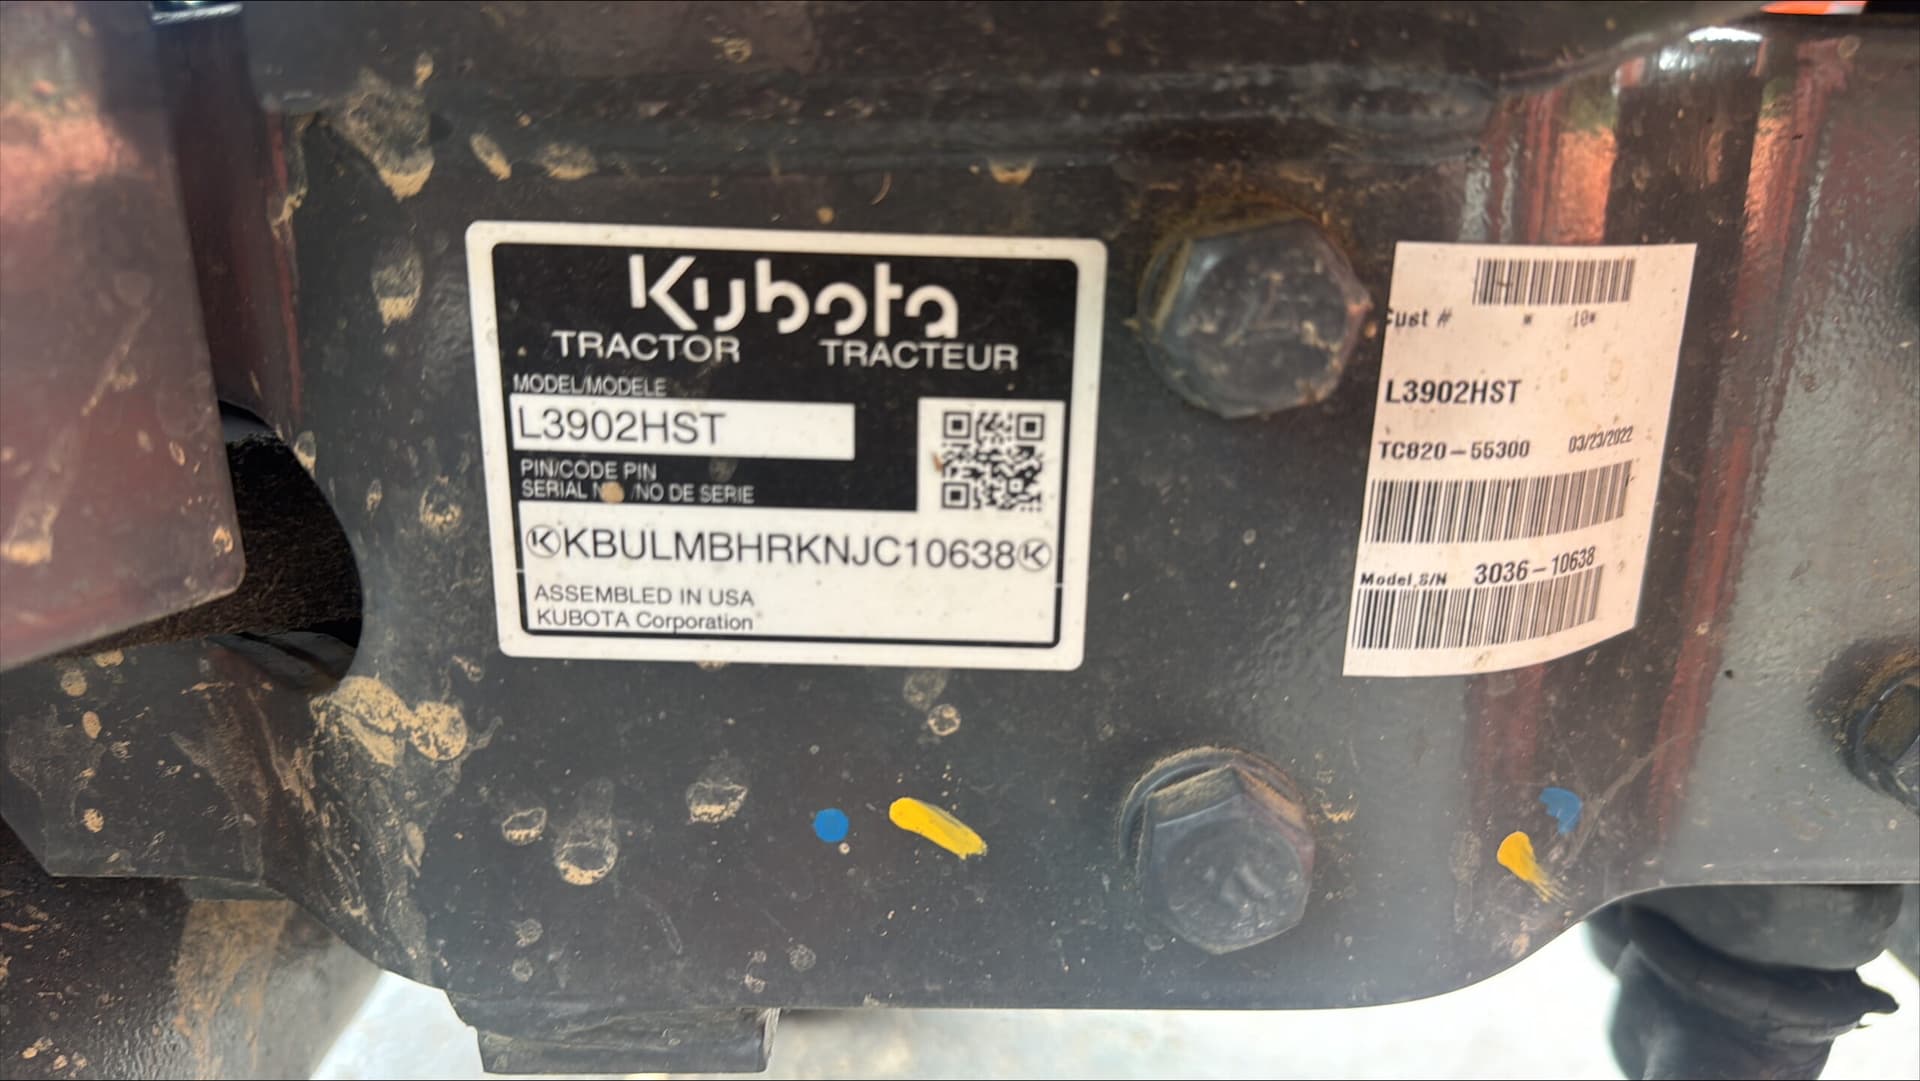 Kubota
TRACTOR TRACTEUR
MODEL/MODELE
L3902HST
PIN/CODE PIN
SERIAL /NO DE SERIE
KBULMBHRKNJC10638
ASSEMBLED IN USA
KUBOTA Corporation
Cust #
L3902HST
TC820-55300 03/23/2022
Model,S/N 3036-10638